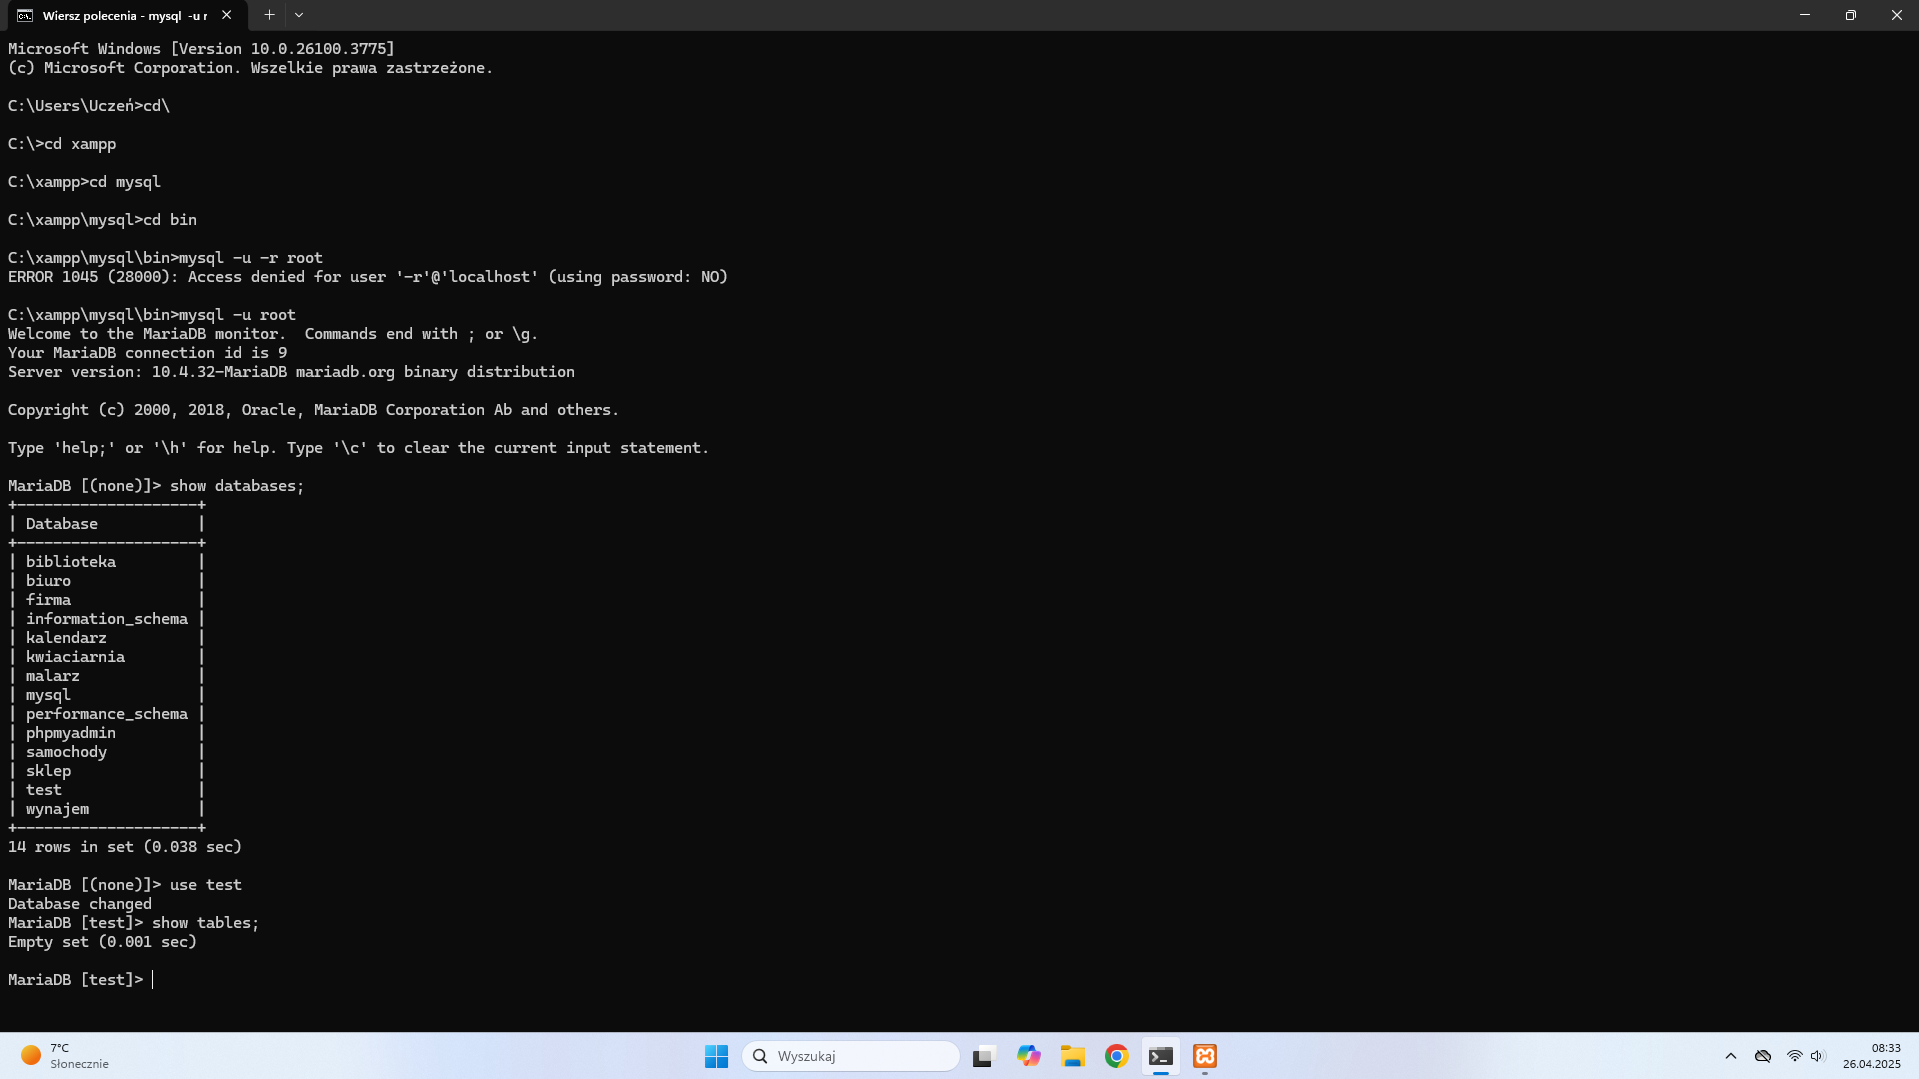 Wiersz polecenia - mysql -u r
Microsoft Windows [Version 10.0.26100.3775]
(c) Microsoft Corporation. Wszelkie prawa zastrzeżone.
C:\Users\Uczeń>cd\
C:\>cd xampp
C:\xampp>cd mysql
C:\xampp\mysql>cd bin
C:\xampp\mysql\bin>mysql -u -r root
ERROR 1045 (28000): Access denied for user '-r'@'localhost' (using password: NO)
C:\xampp\mysql\bin>mysql -u root
Welcome to the MariaDB monitor.  Commands end with ; or \g.
Your MariaDB connection id is 9
Server version: 10.4.32-MariaDB mariadb.org binary distribution
Copyright (c) 2000, 2018, Oracle, MariaDB Corporation Ab and others.
Type 'help;' or '\h' for help. Type '\c' to clear the current input statement.
MariaDB [(none)]> show databases;
+--------------------+
| Database           |
+--------------------+
| biblioteka         |
| biuro              |
| firma              |
| information_schema |
| kalendarz          |
| kwiaciarnia        |
| malarz             |
| mysql              |
| performance_schema |
| phpmyadmin         |
| samochody          |
| sklep              |
| test               |
| wynajem            |
+--------------------+
14 rows in set (0.038 sec)
MariaDB [(none)]> use test
Database changed
MariaDB [test]> show tables;
Empty set (0.001 sec)
MariaDB [test]>
7°C
Słonecznie
Wyszukaj
08:33
26.04.2025